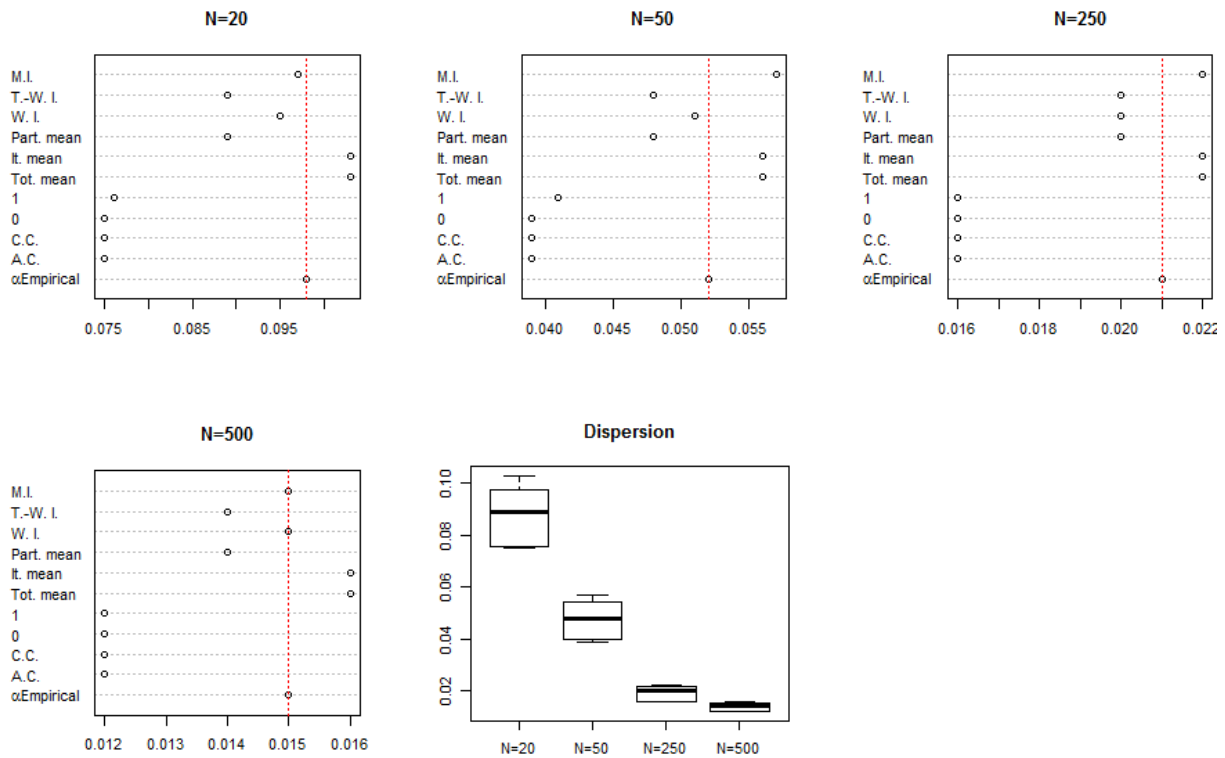 N=20
M.I.
T.-W. I.
W. I.
Part. mean
It. mean
Tot. mean
1
0
C.C.
A.C.
αEmpirical
0.075 0.085 0.095
N=50
M.I.
T.-W. I.
W. I.
Part. mean
It. mean
Tot. mean
1
0
C.C.
A.C.
αEmpirical
0.040 0.045 0.050 0.055
N=250
M.I.
T.-W. I.
W. I.
Part. mean
It. mean
Tot. mean
1
0
C.C.
A.C.
αEmpirical
0.016 0.018 0.020 0.022
N=500
M.I.
T.-W. I.
W. I.
Part. mean
It. mean
Tot. mean
1
0
C.C.
A.C.
αEmpirical
0.012 0.013 0.014 0.015 0.016
Dispersion
0.10
0.08
0.06
0.04
0.02
N=20 N=50 N=250 N=500